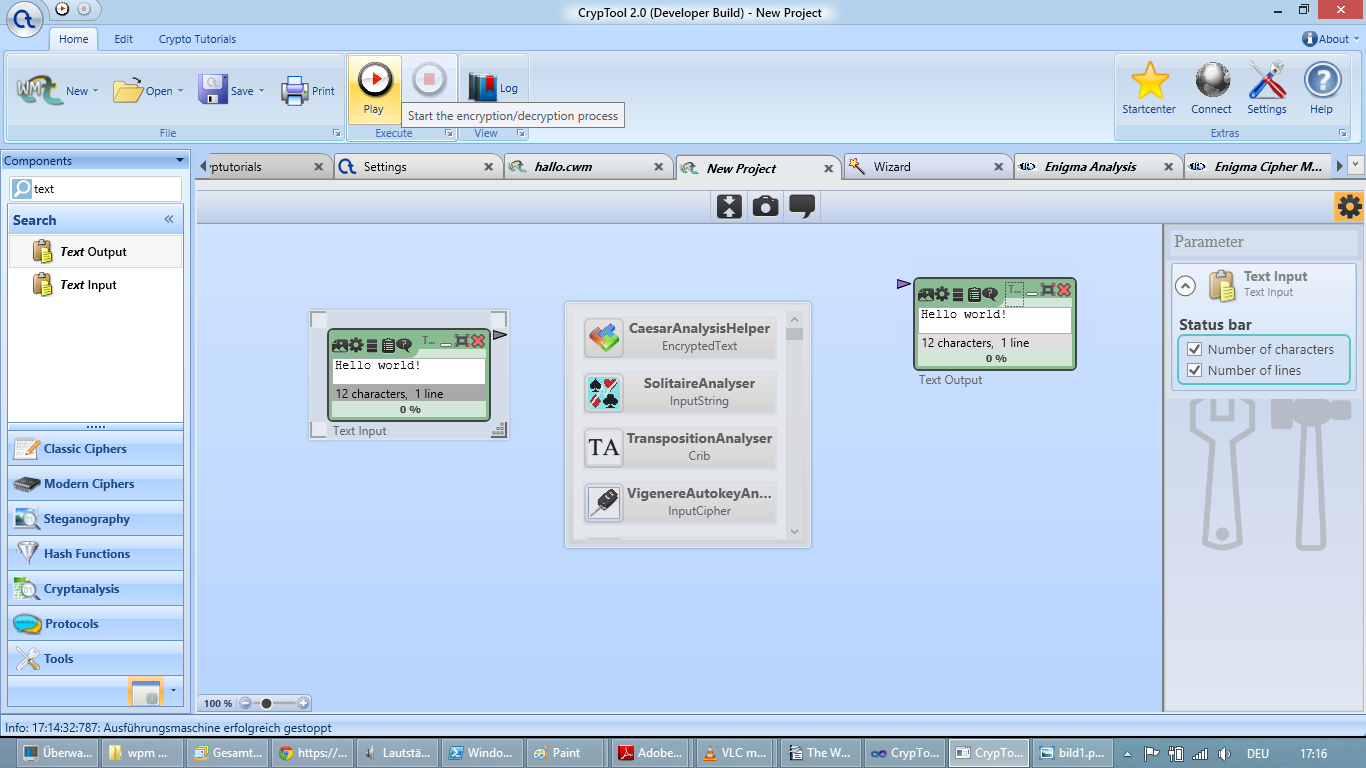 CrypTool 2.0 (Developer Build) - New Project
Home Edit Crypto Tutorials About
New Open Save Print Play Log Startcenter Connect Settings Help
Start the encryption/decryption process
File Execute View Extras
Components
yptutorials Settings hallo.cwm New Project Wizard Enigma Analysis Enigma Cipher M...
text
Search
Text Output
Text Input
Classic Ciphers
Modern Ciphers
Steganography
Hash Functions
Cryptanalysis
Protocols
Tools
T...
Hello world!
12 characters, 1 line
0 %
Text Input
CaesarAnalysisHelper
EncryptedText
SolitaireAnalyser
InputString
TA
TranspositionAnalyser
Crib
VigenereAutokeyAn...
InputCipher
T...
Hello world!
12 characters, 1 line
0 %
Text Output
Parameter
Text Input
Text Input
Status bar
Number of characters
Number of lines
100 %
Info: 17:14:32:787: Ausführungsmaschine erfolgreich gestoppt
Überwa... wpm ... Gesamt... https://... Lautstä... Windo... Paint Adobe... VLC m... The W... CrypTo... CrypTo... bild1.p... DEU 17:16